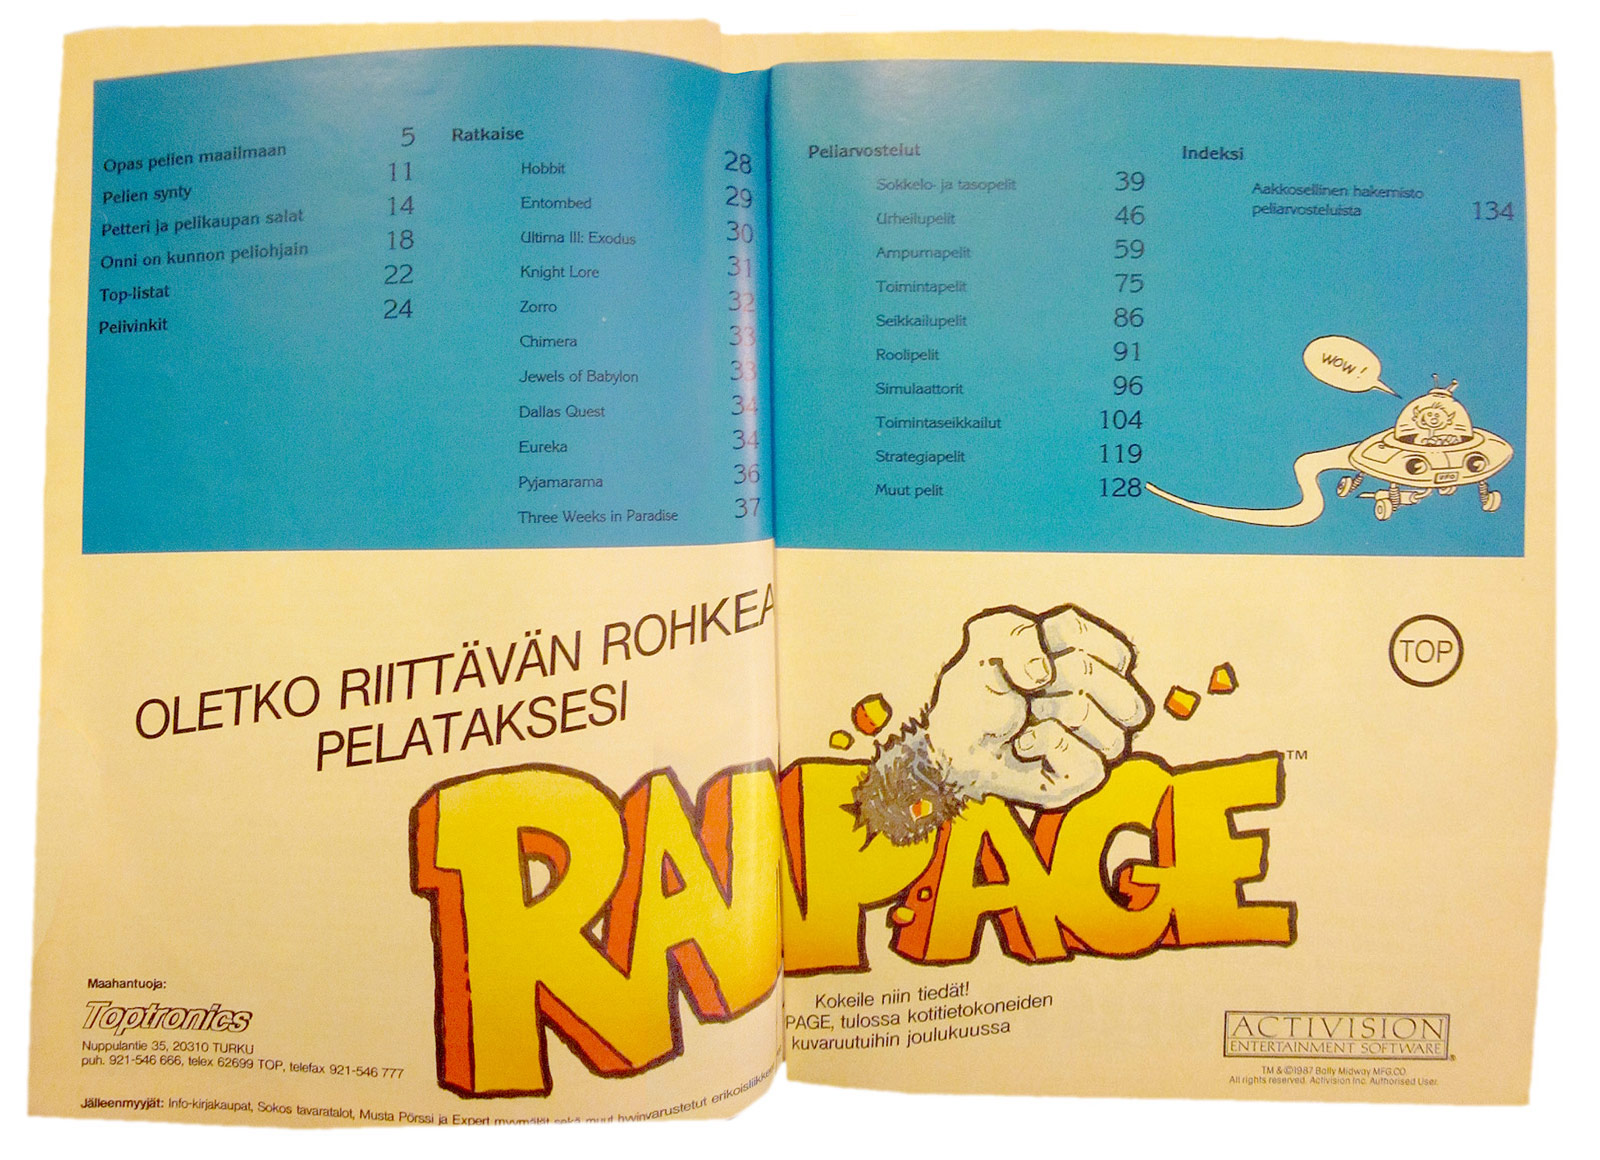 Opas pelien maailmaan 5
Pelien synty 11
Petteri ja pelikaupan salat 14
Onni on kunnon peliohjain 18
Top-listat 22
Pelivinkit 24
Ratkaise
Hobbit 28
Entombed 29
Ultima III: Exodus 30
Knight Lore 31
Zorro 32
Chimera 33
Jewels of Babylon 33
Dallas Quest 34
Eureka 34
Pyjamarama 36
Three Weeks in Paradise 37
Peliarvostelut
Sokkelo- ja tasopelit 39
Urheilupelit 46
Ampumapelit 59
Toimintapelit 75
Seikkailupelit 86
Roolipelit 91
Simulaattorit 96
Toimintaseikkailut 104
Strategiapelit 119
Muut pelit 128
Indeksi
Aakkosellinen hakemisto
peliarvosteluista 134
WOW!
UFO
OLETKO RIITTÄVÄN ROHKEA
PELATAKSESI
TOP
RAMPAGE™
Maahantuoja:
Toptronics
Nuppulantie 35, 20310 TURKU
puh. 921-546 666, telex 62699 TOP, telefax 921-546 777
Jälleenmyyjät: Info-kirjakaupat, Sokos tavaratalot, Musta Pörssi ja Expert myymälät sekä muut hyvinvarustetut erikoisliikkeet
Kokeile niin tiedät!
PAGE, tulossa kotitietokoneiden
kuvaruutuihin joulukuussa
ACTIVISION
ENTERTAINMENT SOFTWARE
TM & ©1987 Bally Midway MFG.CO.
All rights reserved. Activision Inc. Authorised User.